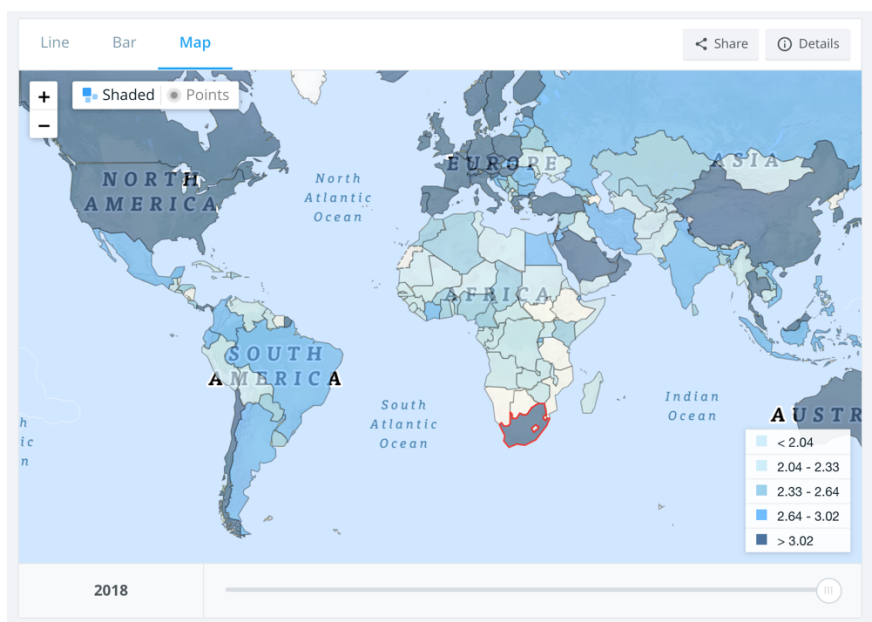 Line Bar Map Share Details
+
−
Shaded Points
NORTH
AMERICA
North
Atlantic
Ocean
EUROPE
ASIA
AFRICA
SOUTH
AMERICA
South
Atlantic
Ocean
Indian
Ocean
AUSTR
h
ic
n
< 2.04
2.04 - 2.33
2.33 - 2.64
2.64 - 3.02
> 3.02
2018